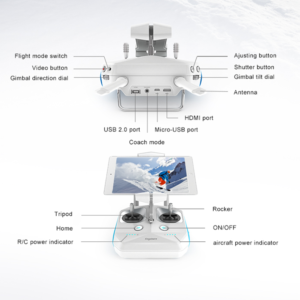 Flight mode switch
Video button
Gimbal direction dial
Ajusting button
Shutter button
Gimbal tilt dial
Antenna
HDMI port
USB 2.0 port
Micro-USB port
Coach mode
Tripod
Home
R/C power indicator
Rocker
ON/OFF
aircraft power indicator